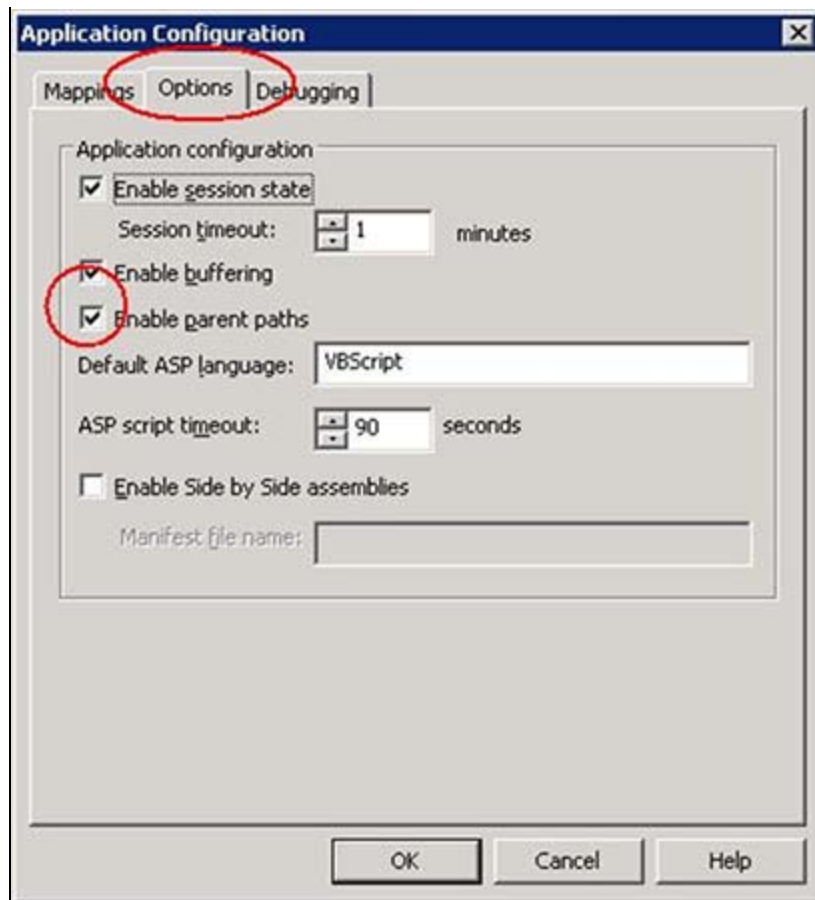 Application Configuration
Mappings Options Debugging
Application configuration
Enable session state
Session timeout: 1 minutes
Enable buffering
Enable parent paths
Default ASP language: VBScript
ASP script timeout: 90 seconds
Enable Side by Side assemblies
Manifest file name:
OK Cancel Help